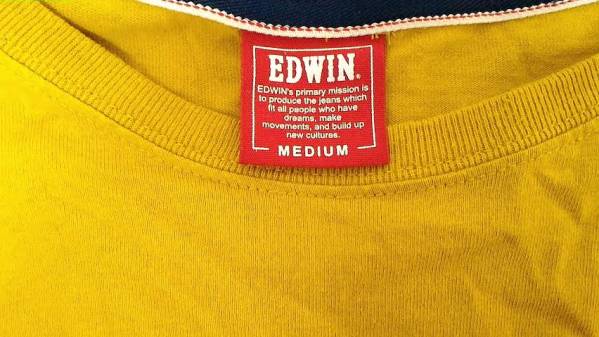 EDWIN®
EDWIN's primary mission is
to produce the jeans which
fit all people who have
dreams, make
movements, and build up
new cultures.
MEDIUM